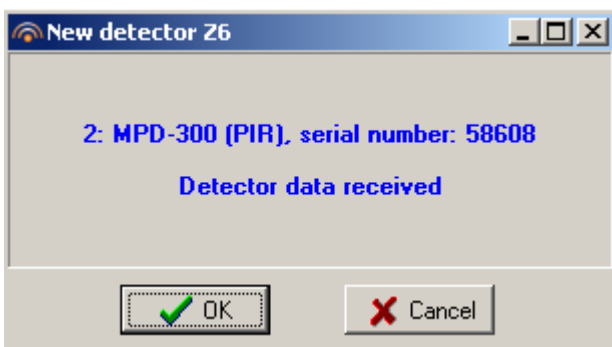 New detector Z6
2: MPD-300 (PIR), serial number: 58608
Detector data received
OK
Cancel